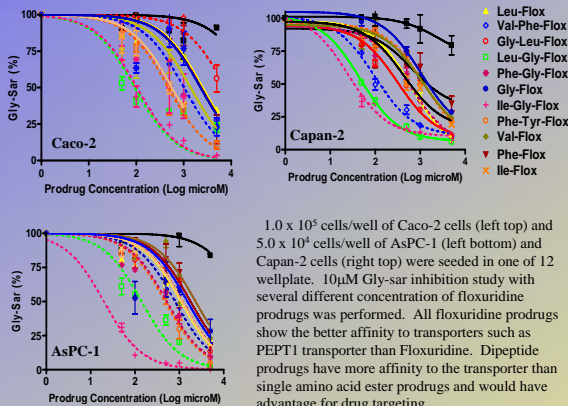 100
75
50
25
0
Gly-Sar (%)
Caco-2
0 1 2 3 4
Prodrug Concentration (Log microM)
100
75
50
25
0
Gly-Sar (%)
Capan-2
0 1 2 3 4
Prodrug Concentration (Log microM)
Leu-Flox
Val-Phe-Flox
Gly-Leu-Flox
Leu-Gly-Flox
Phe-Gly-Flox
Gly-Flox
Ile-Gly-Flox
Phe-Tyr-Flox
Val-Flox
Phe-Flox
Ile-Flox
100
75
50
25
0
Gly-Sar (%)
AsPC-1
0 1 2 3 4
Prodrug Concentration (Log microM)
1.0 x 10⁵ cells/well of Caco-2 cells (left top) and
5.0 x 10⁴ cells/well of AsPC-1 (left bottom) and
Capan-2 cells (right top) were seeded in one of 12
wellplate. 10μM Gly-sar inhibition study with
several different concentration of floxuridine
prodrugs was performed. All floxuridine prodrugs
show the better affinity to transporters such as
PEPT1 transporter than Floxuridine. Dipeptide
prodrugs have more affinity to the transporter than
single amino acid ester prodrugs and would have
advantage for drug targeting